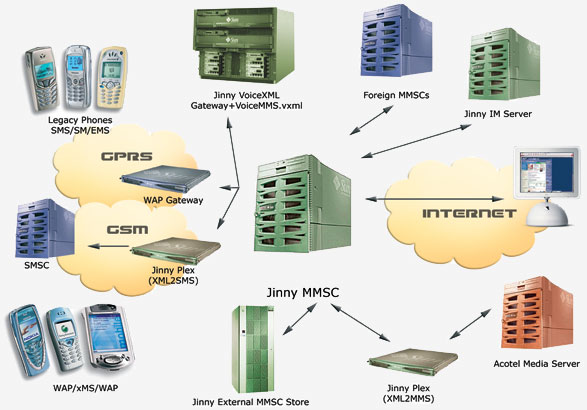 Legacy Phones
SMS/SM/EMS
Jinny VoiceXML
Gateway+VoiceMMS.vxml
Foreign MMSCs
Jinny IM Server
GPRS
WAP Gateway
GSM
SMSC
Jinny Plex
(XML2SMS)
INTERNET
Jinny MMSC
WAP/xMS/WAP
Jinny External MMSC Store
Jinny Plex
(XML2MMS)
Acotel Media Server